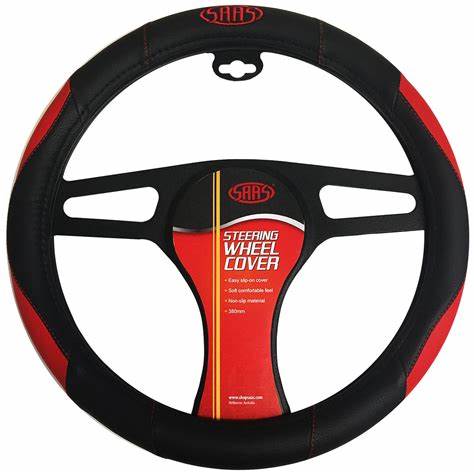 SAAS
SAAS
STEERING
WHEEL
COVER
• Easy slip-on cover
• Soft comfortable feel
• Non-slip material
• 380mm
www.shopsaas.com